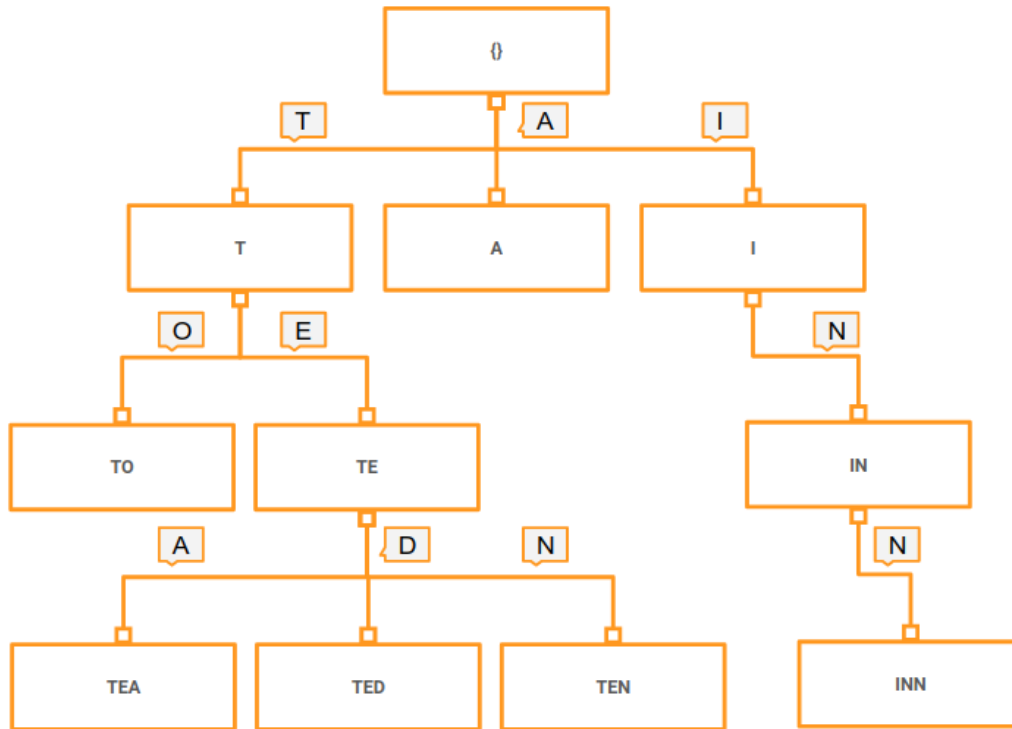 {}
T A I
T A I
O E N
TO TE IN
A D N N
TEA TED TEN INN